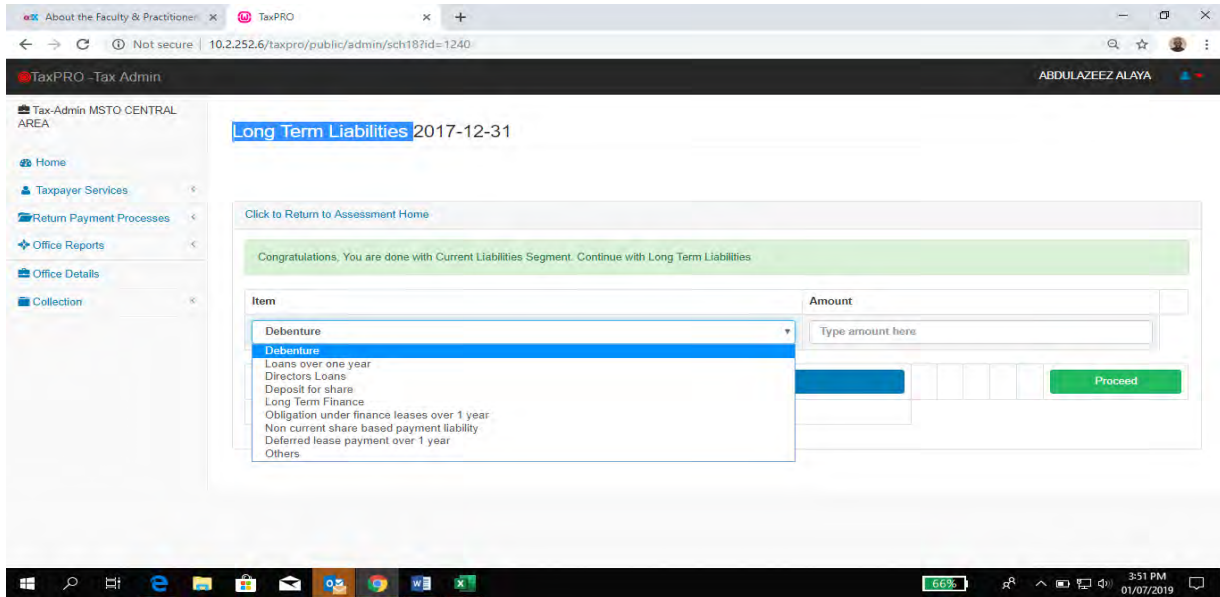 About the Faculty & Practitioner
TaxPRO
Not secure | 10.2.252.6/taxpro/public/admin/sch18?id=1240
TaxPRO -Tax Admin
ABDULAZEEZ ALAYA
Tax-Admin MSTO CENTRAL
AREA
Long Term Liabilities 2017-12-31
Home
Taxpayer Services
Return Payment Processes
Click to Return to Assessment Home
Office Reports
Congratulations, You are done with Current Liabilities Segment. Continue with Long Term Liabilities
Office Details
Collection
Item
Amount
Debenture
Type amount here
Debenture
Loans over one year
Directors Loans
Deposit for share
Long Term Finance
Obligation under finance leases over 1 year
Non current share based payment liability
Deferred lease payment over 1 year
Others
Proceed
66%
3:51 PM
01/07/2019